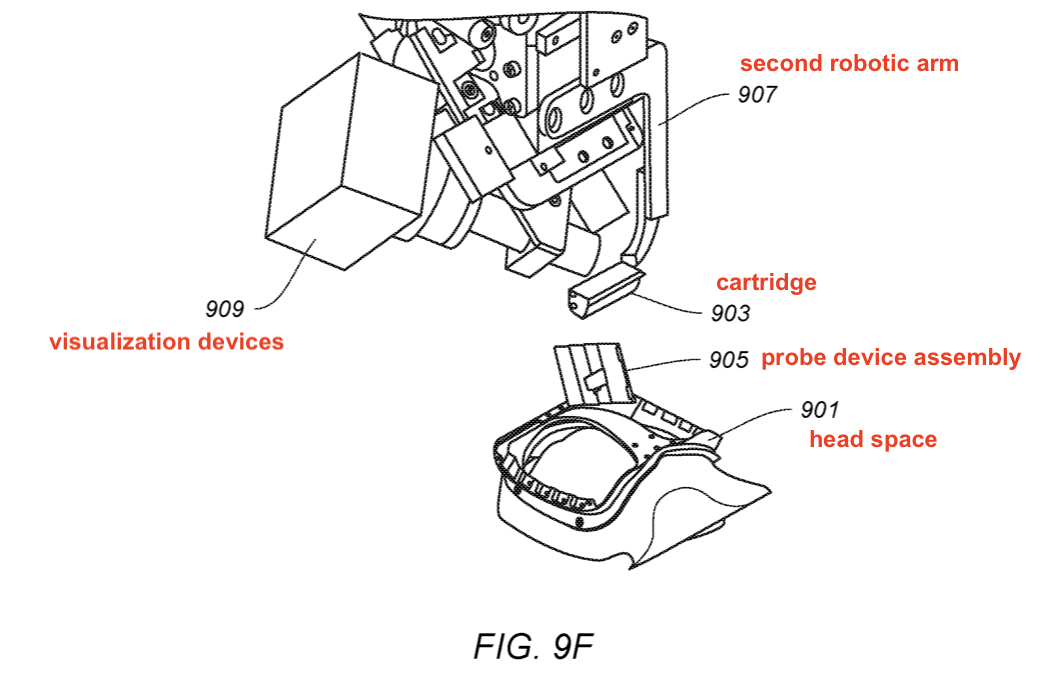 second robotic arm
907
cartridge
903
909
visualization devices
905 probe device assembly
901
head space
FIG. 9F